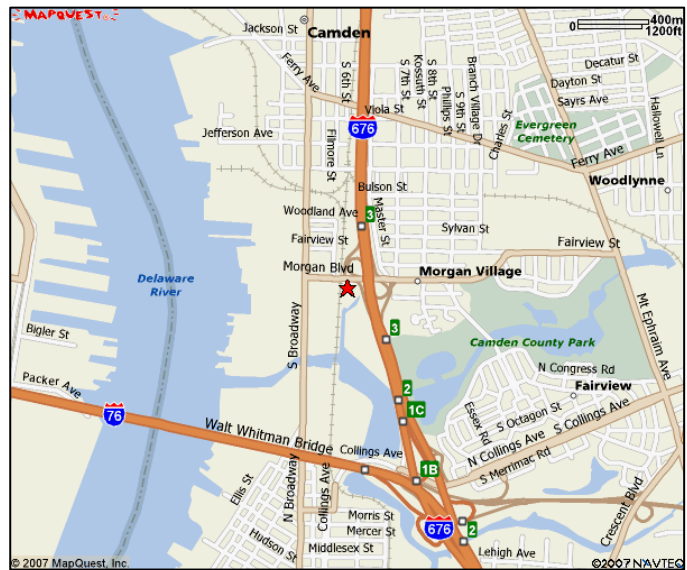 MAPQUEST.
400m
0
1200ft
Jackson St
Camden
Ferry Ave
S 6th St
S 7th St
Kossuth St
S 8th St
Phillips St
S 9th St
Branch Village Dr
Charles St
Decatur St
Dayton St
Sayrs Ave
Hallowell Ln
Viola St
676
Jefferson Ave
Filmore St
Evergreen
Cemetery
Ferry Ave
Woodlynne
Bulson St
Woodland Ave
3
Master St
Sylvan St
Fairview St
Fairview St
Morgan Blvd
Morgan Village
Delaware
River
Mt Ephraim Ave
Bigler St
S Broadway
3
Camden County Park
N Congress Rd
Packer Ave
2
Fairview
76
1C
Essex Rd
S Octagon St
S Collings Ave
Walt Whitman Bridge
Collings Ave
N Collings Ave
S Merrimac Rd
1B
Ellis St
N Broadway
Collings Ave
Crescent Blvd
Morris St
676
2
Hudson St
Mercer St
Middlesex St
Lehigh Ave
© 2007 MapQuest, Inc.
©2007 NAVTEQ